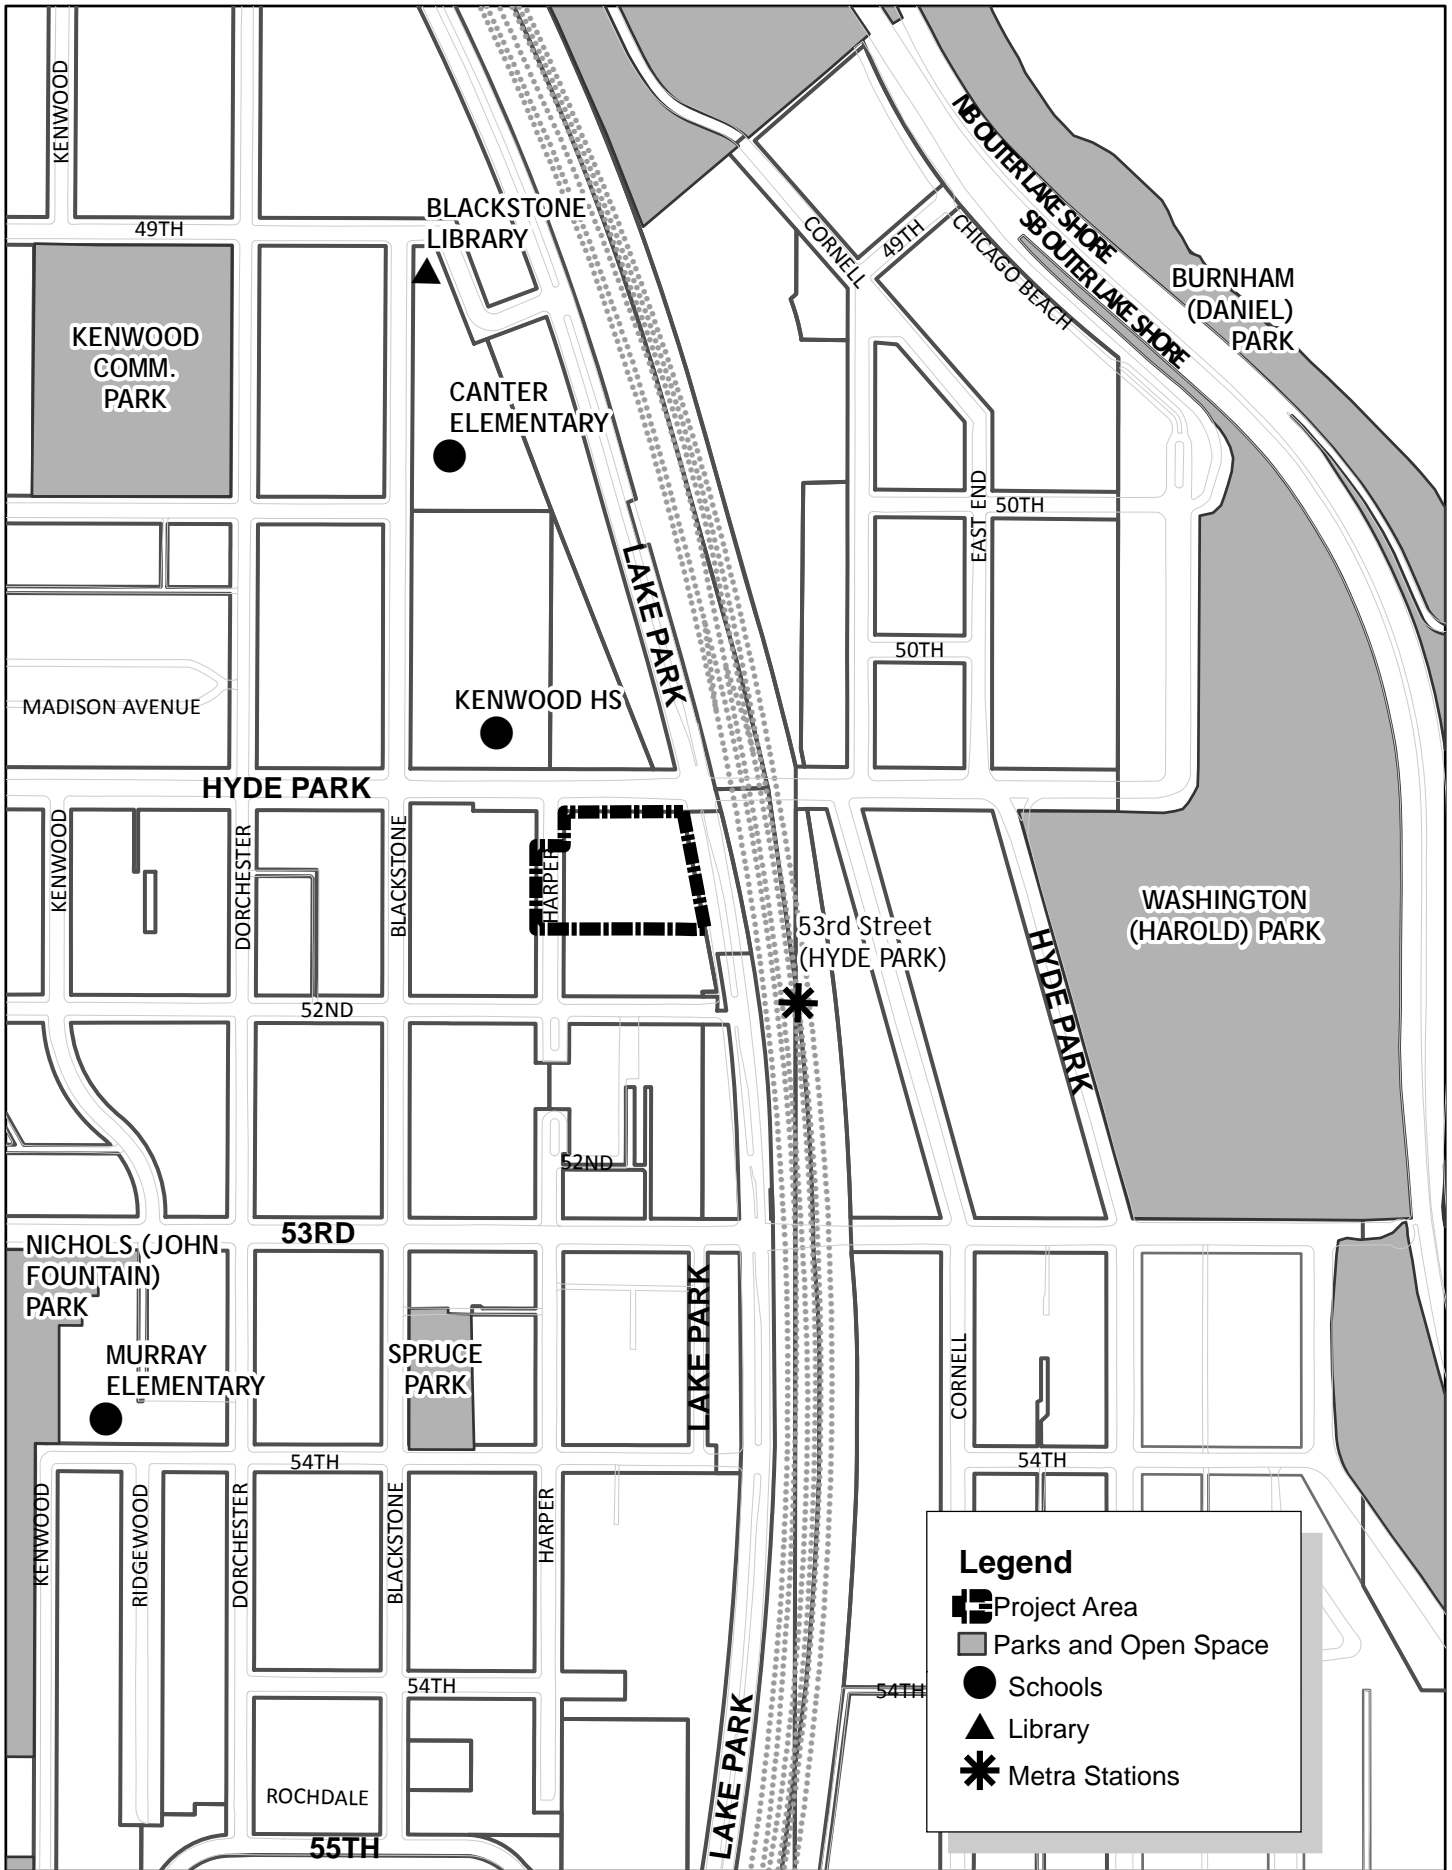 KENWOOD
49TH
BLACKSTONE
LIBRARY
KENWOOD
COMM.
PARK
CANTER
ELEMENTARY
CORNELL
49TH
CHICAGO BEACH
NB OUTER LAKE SHORE
SB OUTER LAKE SHORE
BURNHAM
(DANIEL)
PARK
EAST END
50TH
LAKE PARK
50TH
MADISON AVENUE
KENWOOD HS
HYDE PARK
KENWOOD
DORCHESTER
BLACKSTONE
HARPER
53rd Street
(HYDE PARK)
HYDE PARK
WASHINGTON
(HAROLD) PARK
52ND
52ND
53RD
NICHOLS (JOHN
FOUNTAIN)
PARK
MURRAY
ELEMENTARY
SPRUCE
PARK
LAKE PARK
CORNELL
54TH
54TH
KENWOOD
RIDGEWOOD
DORCHESTER
BLACKSTONE
HARPER
54TH
54TH
ROCHDALE
LAKE PARK
55TH
Legend
Project Area
Parks and Open Space
Schools
Library
Metra Stations